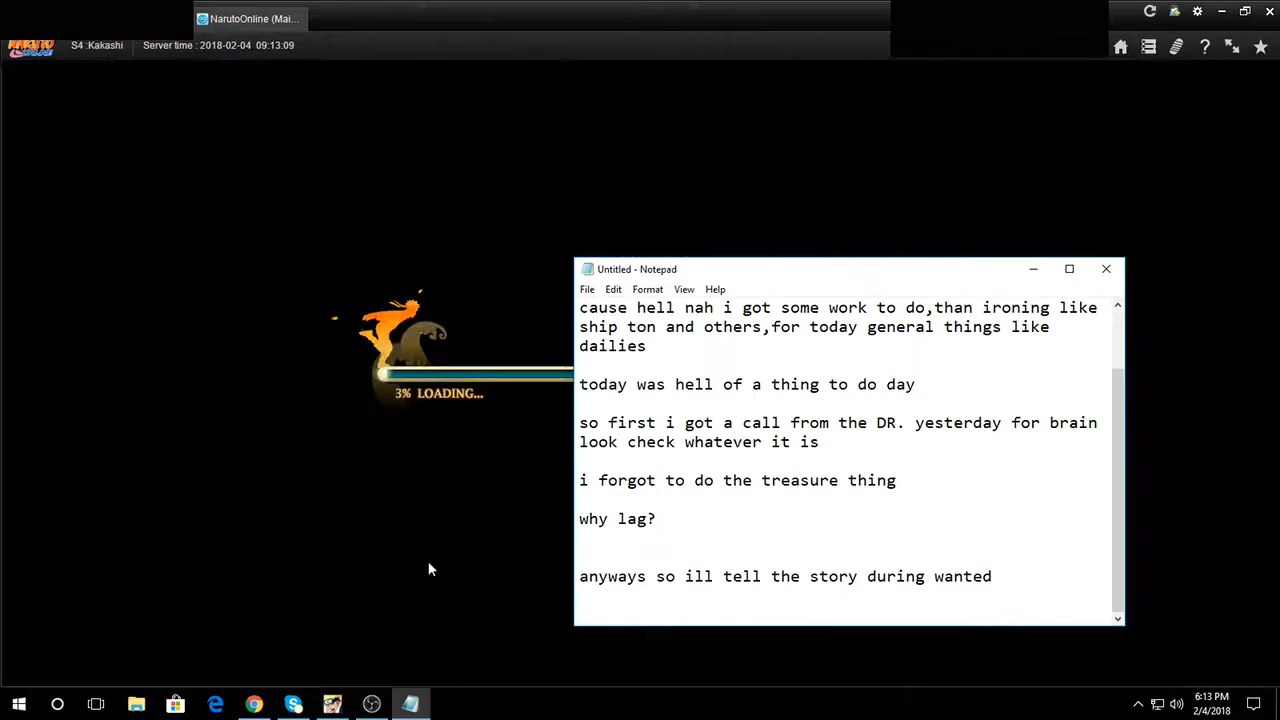 NarutoOnline (Mai...
NARUTO
ONLINE
S4 :Kakashi
Server time : 2018-02-04 09:13:09
3% LOADING...
Untitled - Notepad
File Edit Format View Help
cause hell nah i got some work to do,than ironing like
ship ton and others,for today general things like
dailies
today was hell of a thing to do day
so first i got a call from the DR. yesterday for brain
look check whatever it is
i forgot to do the treasure thing
why lag?
anyways so ill tell the story during wanted
6:13 PM
2/4/2018